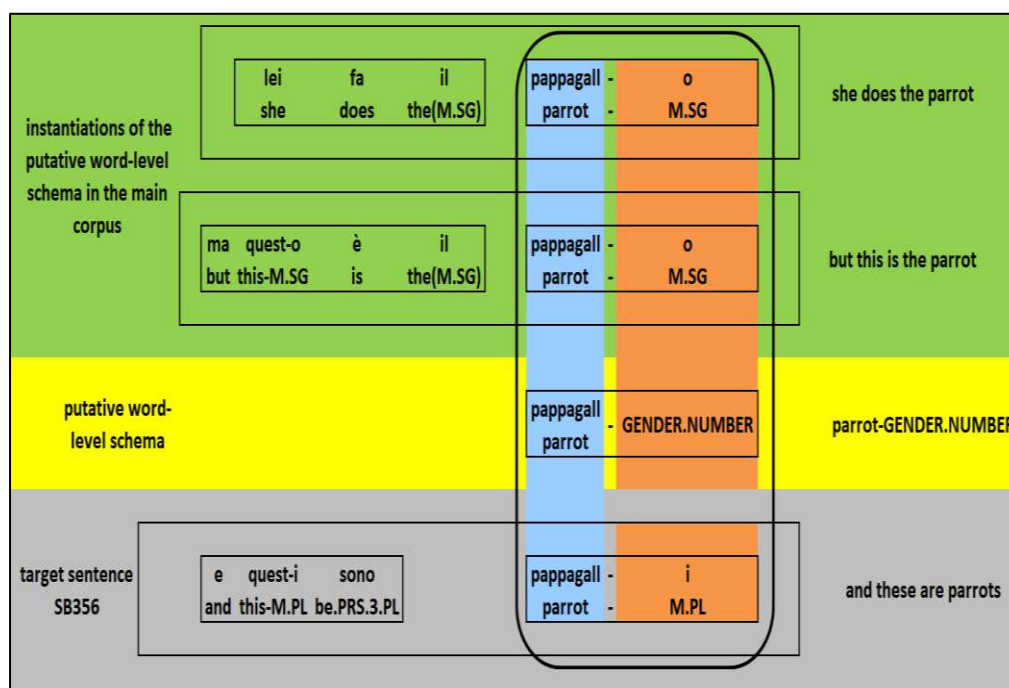 lei fa il pappagall - o
she does the(M.SG) parrot - M.SG
she does the parrot
instantiations of the
putative word-level
schema in the main
corpus
ma quest-o è il pappagall - o
but this-M.SG is the(M.SG) parrot - M.SG
but this is the parrot
putative word-
level schema
pappagall
parrot
- GENDER.NUMBER
parrot-GENDER.NUMBER
target sentence
SB356
e quest-i sono pappagall - i
and this-M.PL be.PRS.3.PL parrot - M.PL
and these are parrots